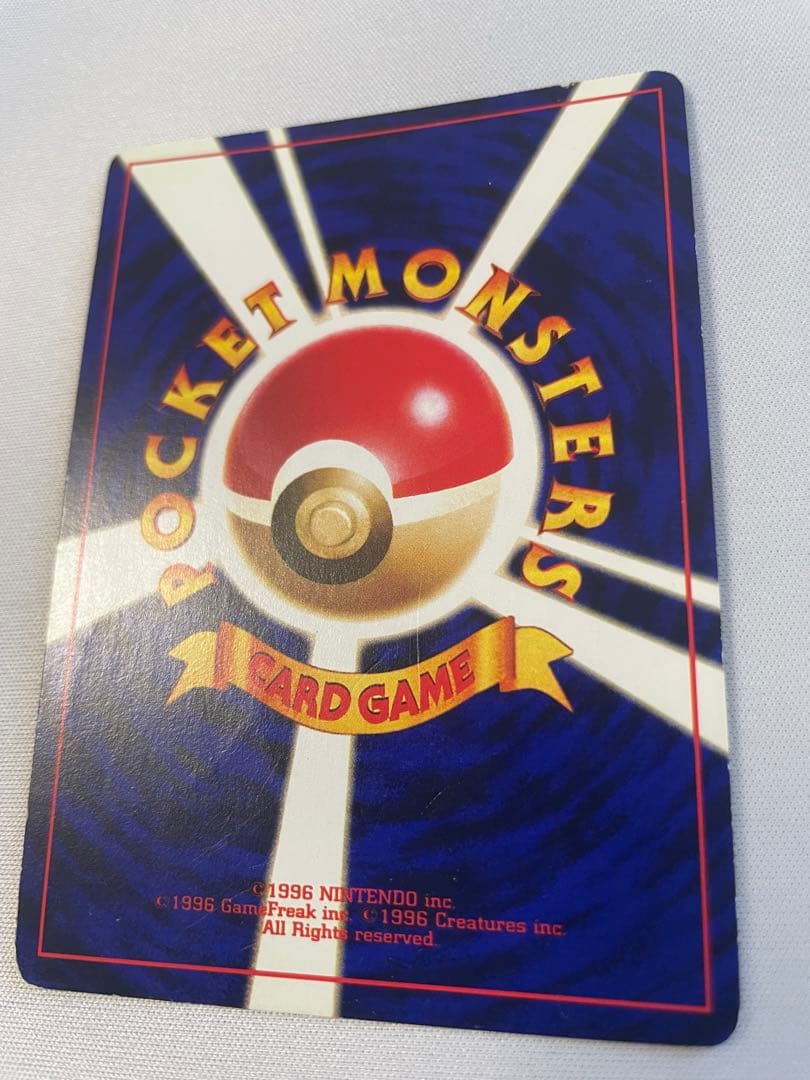 POCKET MONSTERS
CARD GAME
©1996 NINTENDO inc.
©1996 GameFreak inc. ©1996 Creatures inc.
All Rights reserved.